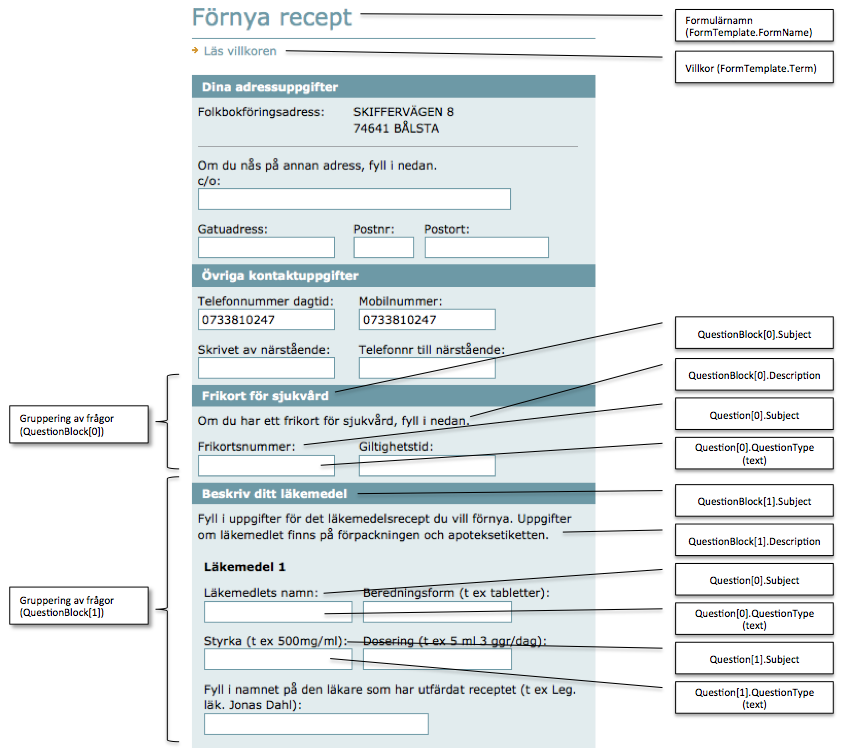 Förnya recept
Formulärnamn
(FormTemplate.FormName)
Läs villkoren
Villkor (FormTemplate.Term)
Dina adressuppgifter
Folkbokföringsadress: SKIFFERVÄGEN 8
74641 BÅLSTA
Om du nås på annan adress, fyll i nedan.
c/o:
Gatuadress: Postnr: Postort:
Övriga kontaktuppgifter
Telefonnummer dagtid: Mobilnummer:
0733810247 0733810247
Skrivet av närstående: Telefonnr till närstående:
Frikort för sjukvård
Om du har ett frikort för sjukvård, fyll i nedan.
Frikortsnummer: Giltighetstid:
Gruppering av frågor
(QuestionBlock[0])
QuestionBlock[0].Subject
QuestionBlock[0].Description
Question[0].Subject
Question[0].QuestionType
(text)
Beskriv ditt läkemedel
Fyll i uppgifter för det läkemedelsrecept du vill förnya. Uppgifter
om läkemedlet finns på förpackningen och apoteksetiketten.
Läkemedel 1
Läkemedlets namn: Beredningsform (t ex tabletter):
Styrka (t ex 500mg/ml): Dosering (t ex 5 ml 3 ggr/dag):
Fyll i namnet på den läkare som har utfärdat receptet (t ex Leg.
läk. Jonas Dahl):
Gruppering av frågor
(QuestionBlock[1])
QuestionBlock[1].Subject
QuestionBlock[1].Description
Question[0].Subject
Question[0].QuestionType
(text)
Question[1].Subject
Question[1].QuestionType
(text)